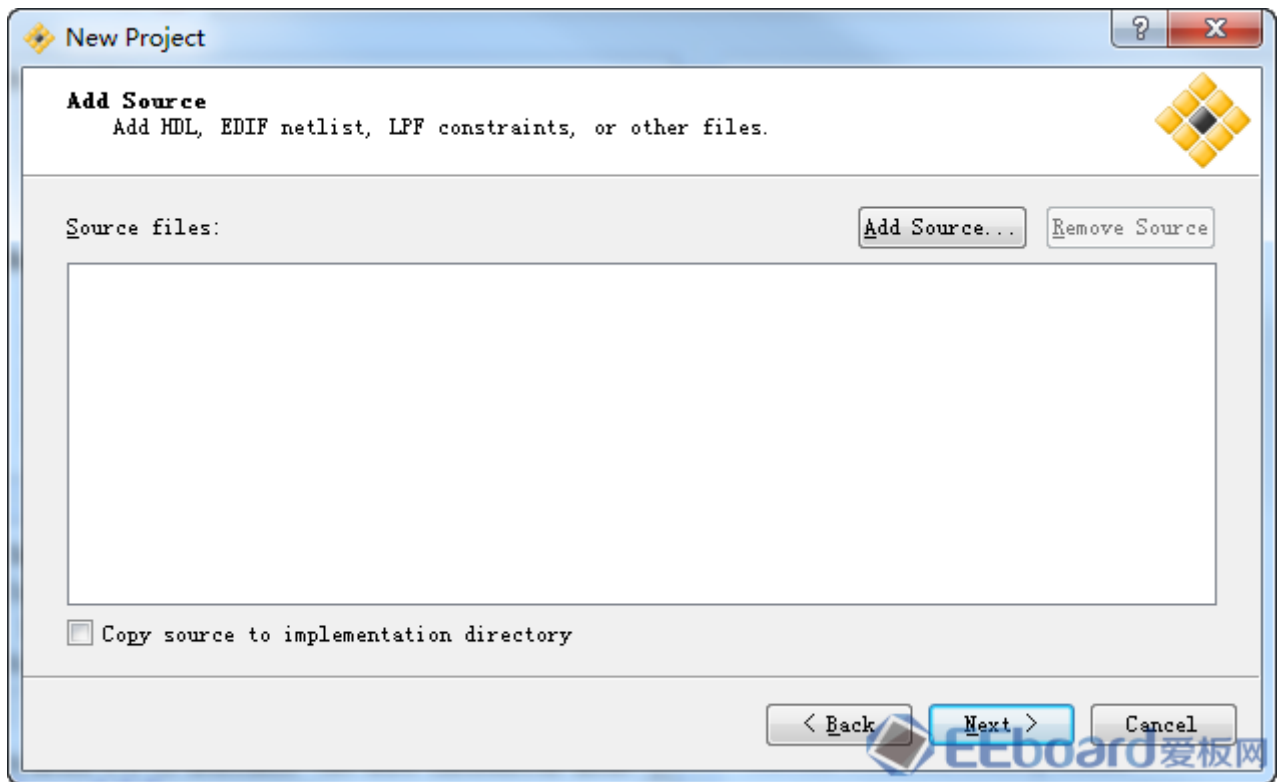 New Project
Add Source
Add HDL, EDIF netlist, LPF constraints, or other files.
Source files:
Add Source...
Remove Source
Copy source to implementation directory
< Back
Next >
Cancel
EEboard爱板网